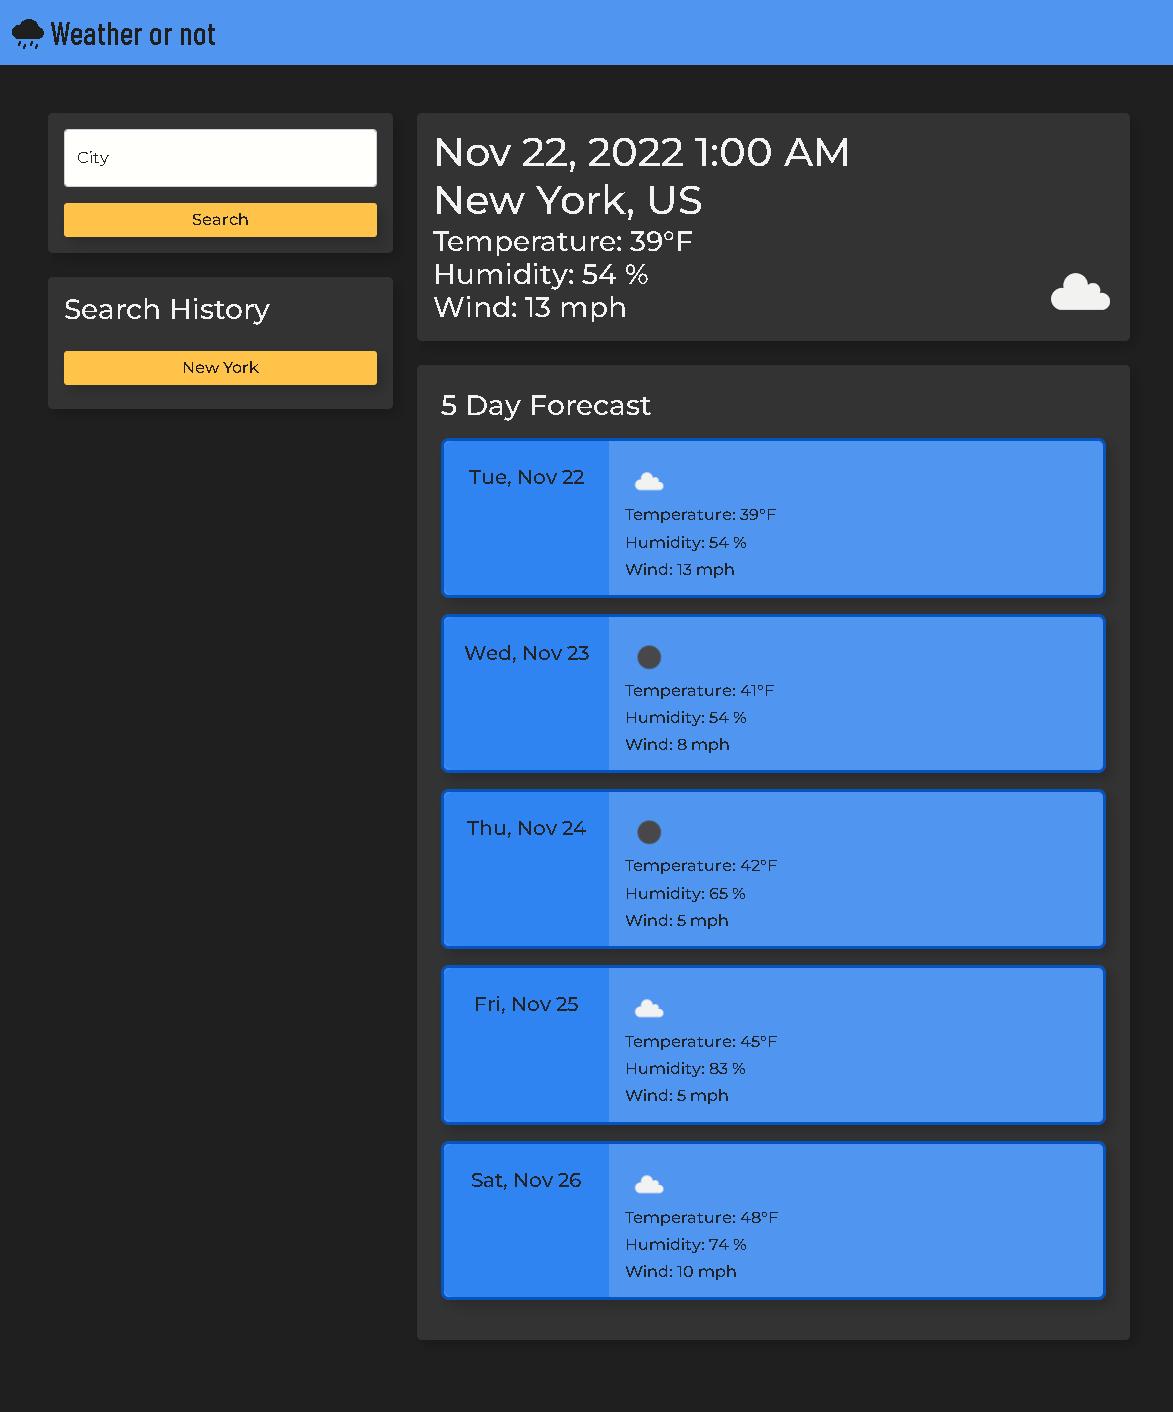 Weather or not
City
Search
Search History
New York
Nov 22, 2022 1:00 AM
New York, US
Temperature: 39°F
Humidity: 54 %
Wind: 13 mph
5 Day Forecast
Tue, Nov 22
Temperature: 39°F
Humidity: 54 %
Wind: 13 mph
Wed, Nov 23
Temperature: 41°F
Humidity: 54 %
Wind: 8 mph
Thu, Nov 24
Temperature: 42°F
Humidity: 65 %
Wind: 5 mph
Fri, Nov 25
Temperature: 45°F
Humidity: 83 %
Wind: 5 mph
Sat, Nov 26
Temperature: 48°F
Humidity: 74 %
Wind: 10 mph